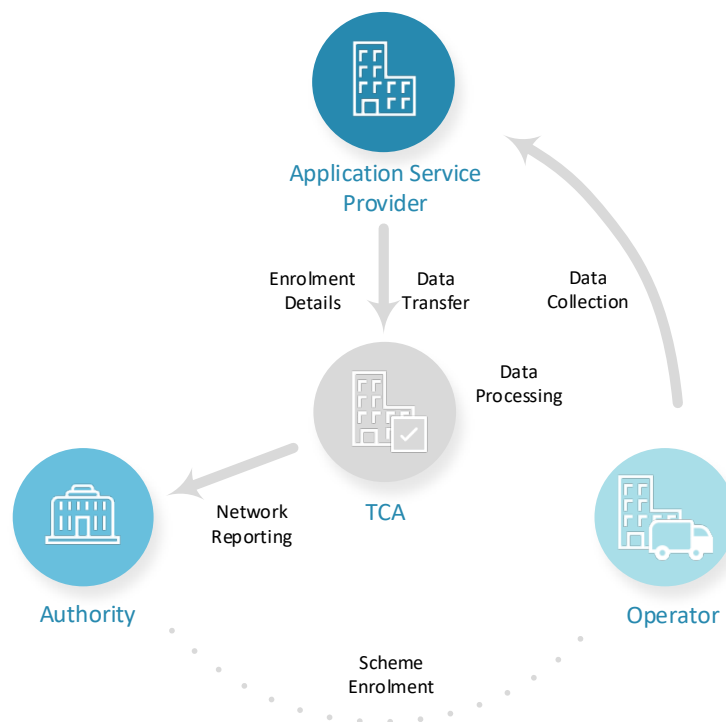 Application Service
Provider
Enrolment
Details
Data
Transfer
Data
Collection
Data
Processing
TCA
Network
Reporting
Authority
Operator
Scheme
Enrolment